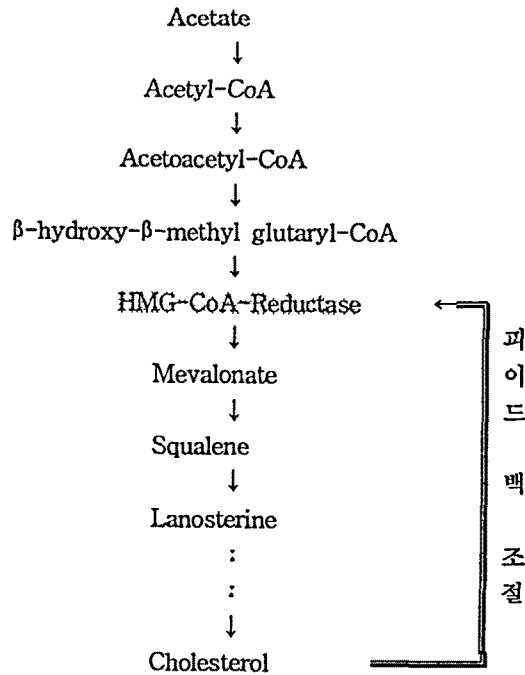 Acetate
↓
Acetyl-CoA
↓
Acetoacetyl-CoA
↓
β-hydroxy-β-methyl glutaryl-CoA
↓
HMG-CoA-Reductase ←
↓
Mevalonate
↓
Squalene
↓
Lanosterine
:
:
↓
Cholesterol
피이드 백 조절